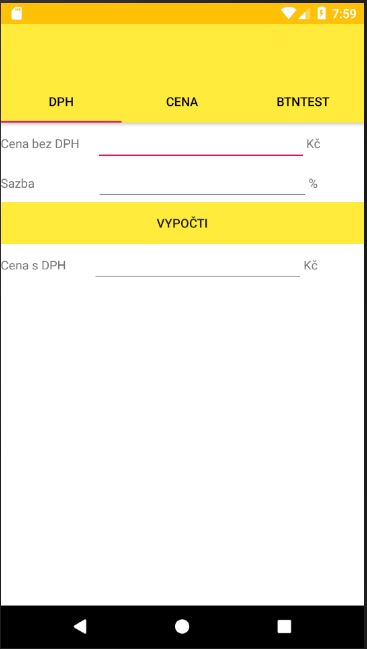 7:59
DPH CENA BTNTEST
Cena bez DPH Kč
Sazba %
VYPOČTI
Cena s DPH Kč